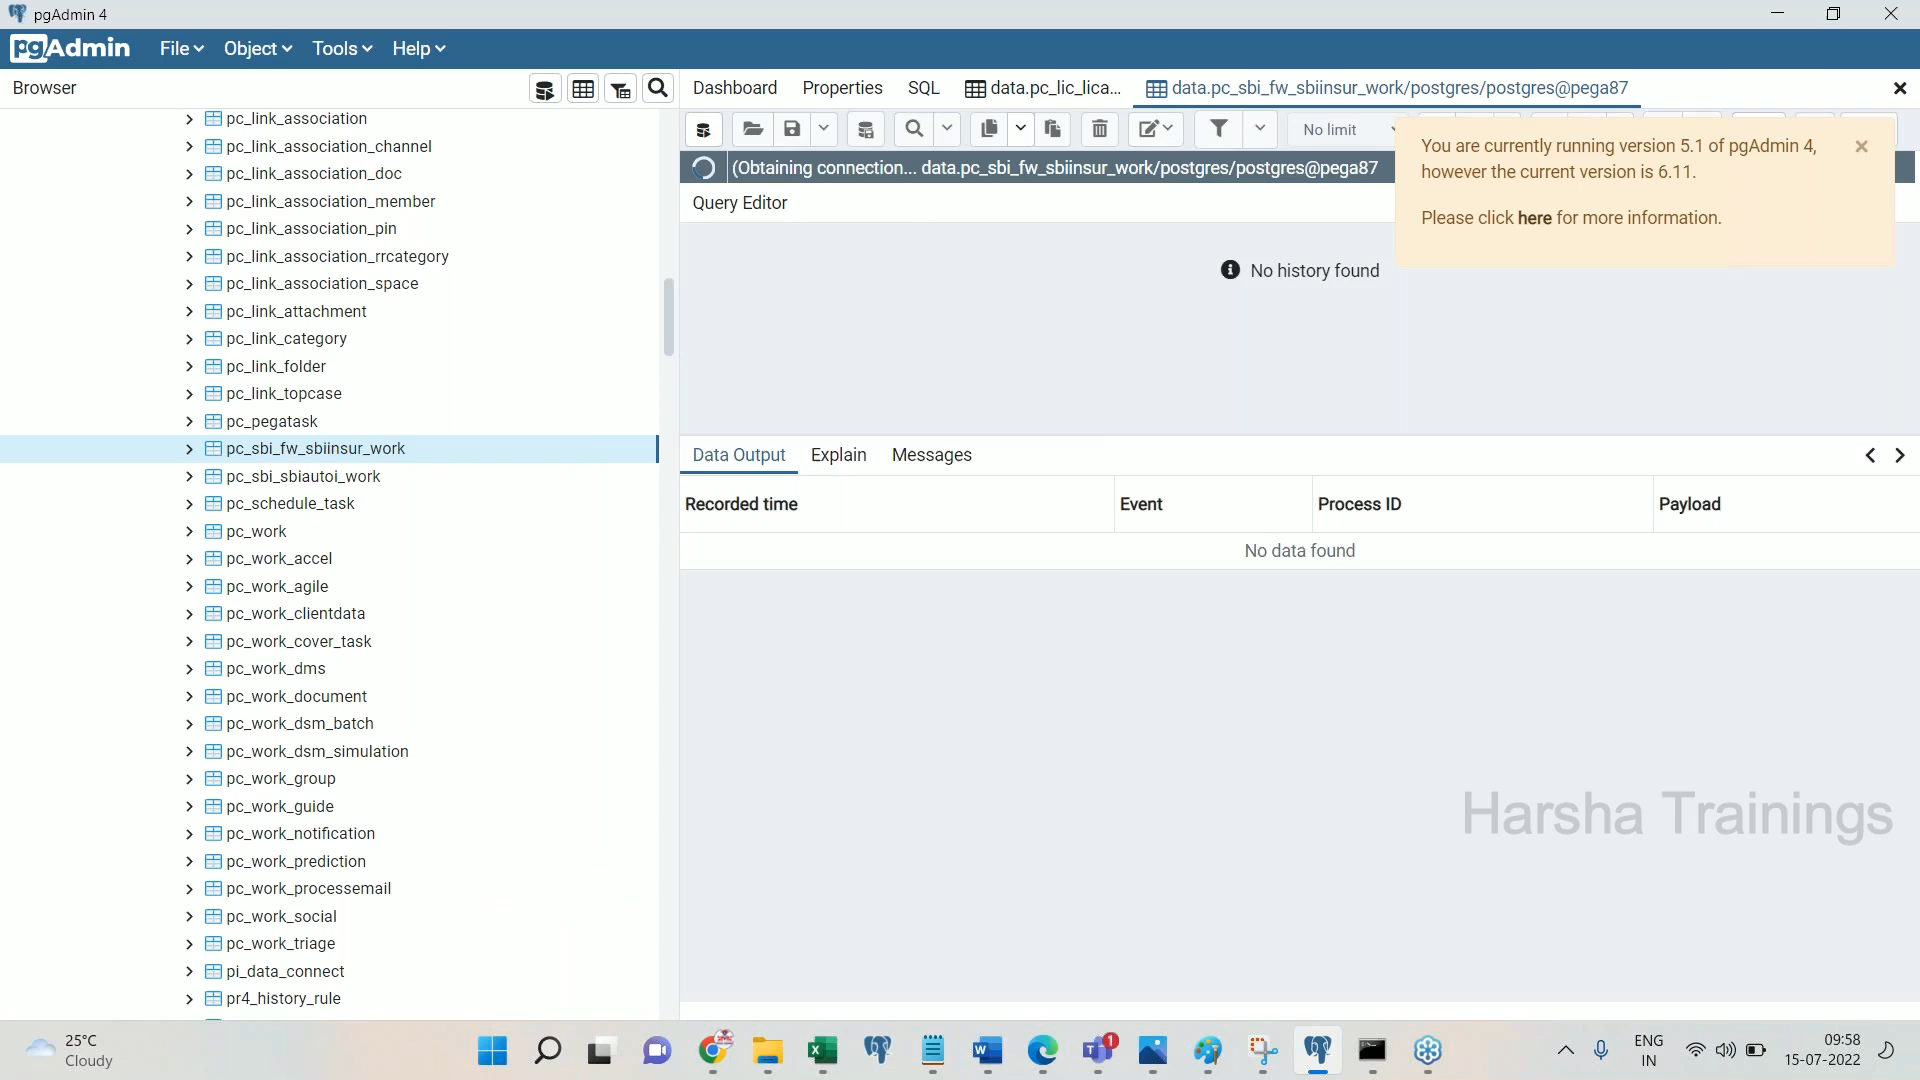 pgAdmin 4
pgAdmin File Object Tools Help
Browser
Dashboard Properties SQL data.pc_lic_lica... data.pc_sbi_fw_sbiinsur_work/postgres/postgres@pega87
No limit
(Obtaining connection... data.pc_sbi_fw_sbiinsur_work/postgres/postgres@pega87
You are currently running version 5.1 of pgAdmin 4,
however the current version is 6.11.
Please click here for more information.
Query Editor
No history found
Data Output Explain Messages
Recorded time Event Process ID Payload
No data found
pc_link_association
pc_link_association_channel
pc_link_association_doc
pc_link_association_member
pc_link_association_pin
pc_link_association_rrcategory
pc_link_association_space
pc_link_attachment
pc_link_category
pc_link_folder
pc_link_topcase
pc_pegatask
pc_sbi_fw_sbiinsur_work
pc_sbi_sbiautoi_work
pc_schedule_task
pc_work
pc_work_accel
pc_work_agile
pc_work_clientdata
pc_work_cover_task
pc_work_dms
pc_work_document
pc_work_dsm_batch
pc_work_dsm_simulation
pc_work_group
pc_work_guide
pc_work_notification
pc_work_prediction
pc_work_processemail
pc_work_social
pc_work_triage
pi_data_connect
pr4_history_rule
Harsha Trainings
25°C
Cloudy
1
ENG
IN
09:58
15-07-2022